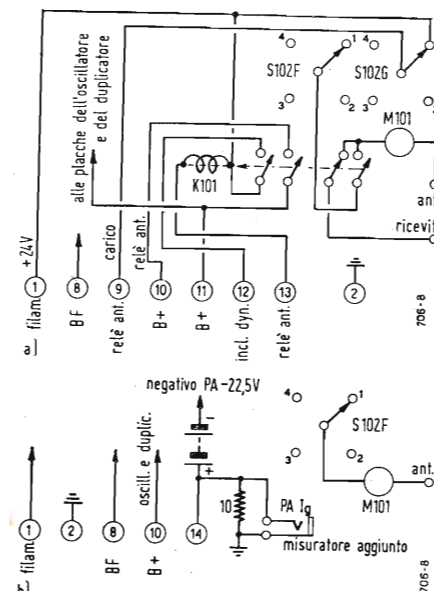 4 1 4
S102F S102G
3 2 3
M101
alle placche dell'oscillatore
e del duplicatore
K101
ant.
+24V
carico
relè ant.
1 8 9 10 11 12 13 2
filam.
BF
relè ant.
B+
B+
incl. dyn.
relè ant.
706-8
a)
negativo PA -22,5V
-
+
oscill. e duplic.
4 1
S102F
3 2
M101
ant.
10
PA Ig
misuratore aggiunto
1 2 8 10 14
filam.
BF
B+
706-8